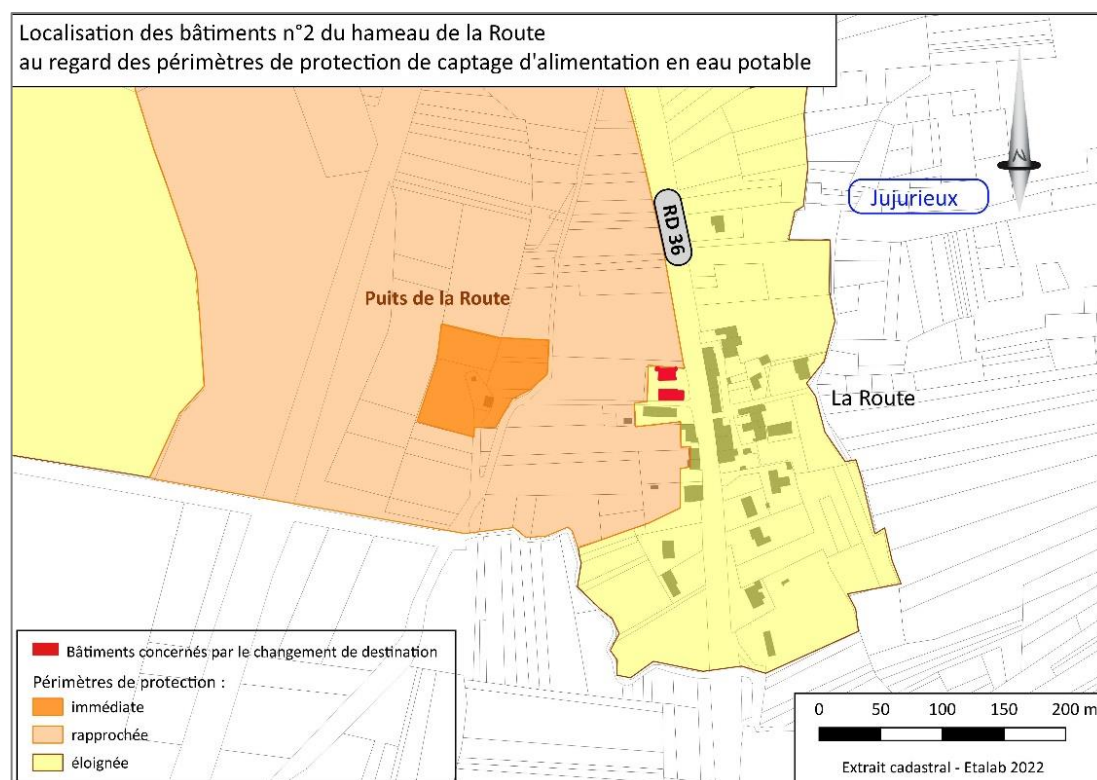 Localisation des bâtiments n°2 du hameau de la Route
au regard des périmètres de protection de captage d'alimentation en eau potable
Jujurieux
RD 36
Puits de la Route
La Route
Bâtiments concernés par le changement de destination
Périmètres de protection :
immédiate
rapprochée
éloignée
0 50 100 150 200 m
Extrait cadastral - Etalab 2022